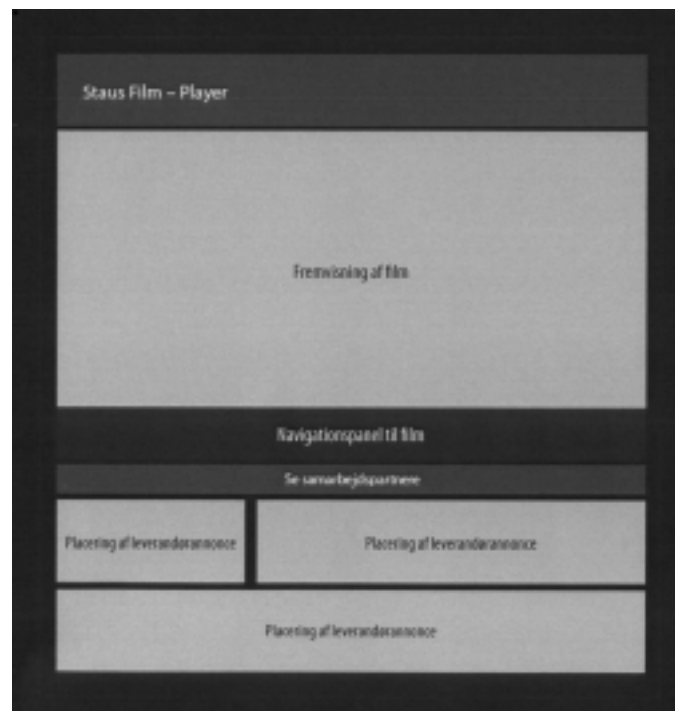 Staus Film – Player
Fremvisning af film
Navigationspanel til film
Se samarbejdspartnere
Placering af leverandørannonce
Placering af leverandørannonce
Placering af leverandørannonce